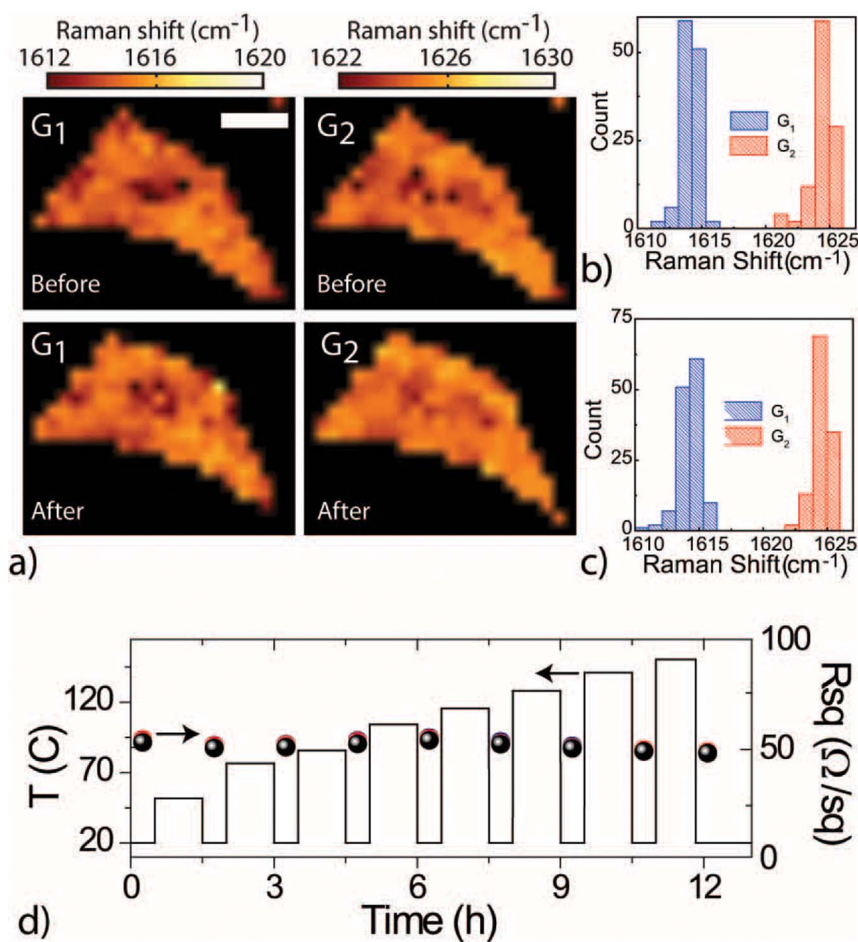 a)
Raman shift (cm⁻¹)
1612 1616 1620
Raman shift (cm⁻¹)
1622 1626 1630
G₁
Before
G₂
Before
G₁
After
G₂
After
50
25
0
Count
G₁
G₂
1610 1615 1620 1625
Raman Shift(cm⁻¹)
b)
75
50
25
0
Count
G₁
G₂
1610 1615 1620 1625
Raman Shift(cm⁻¹)
c)
120
70
20
T (C)
100
50
0
Rsq (Ω/sq)
0 3 6 9 12
Time (h)
d)